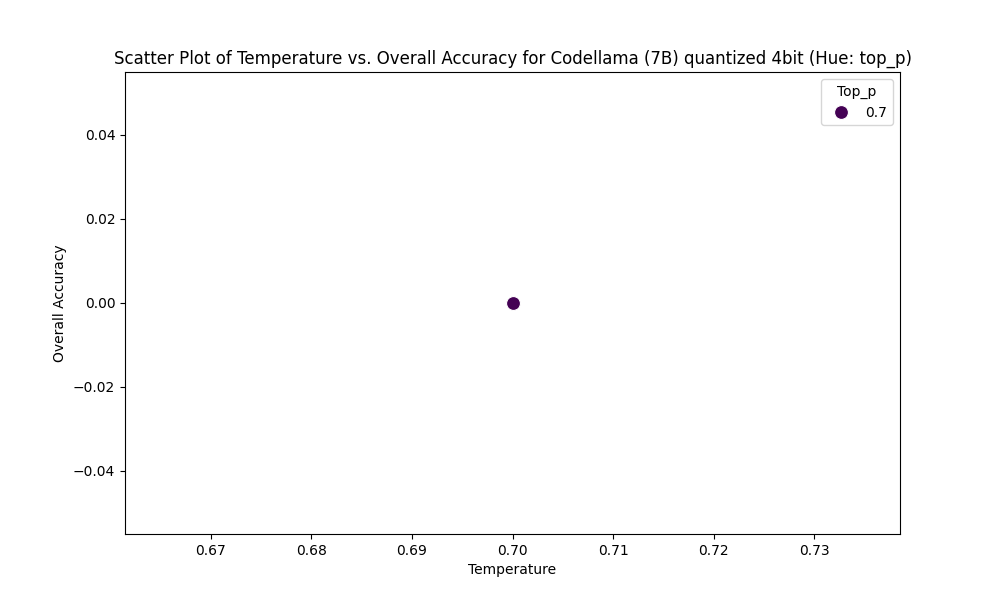 Scatter Plot of Temperature vs. Overall Accuracy for Codellama (7B) quantized 4bit (Hue: top_p)
Top_p
0.7
0.04
0.02
0.00
−0.02
−0.04
Overall Accuracy
0.67 0.68 0.69 0.70 0.71 0.72 0.73
Temperature